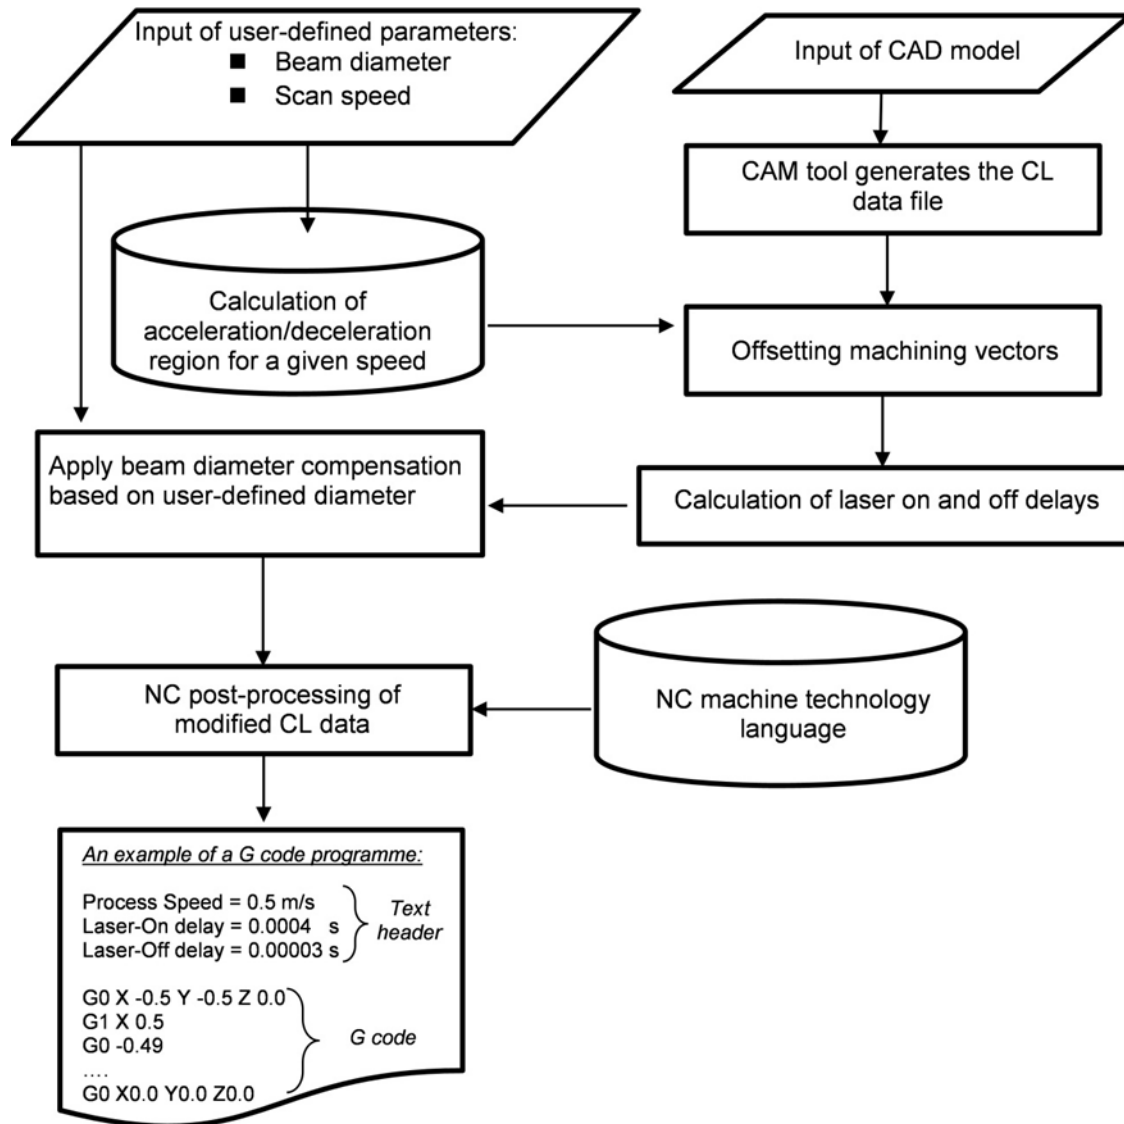 Input of user-defined parameters:
■ Beam diameter
■ Scan speed
Input of CAD model
CAM tool generates the CL
data file
Calculation of
acceleration/deceleration
region for a given speed
Offsetting machining vectors
Apply beam diameter compensation
based on user-defined diameter
Calculation of laser on and off delays
NC post-processing of
modified CL data
NC machine technology
language
An example of a G code programme:
Process Speed = 0.5 m/s
Laser-On delay = 0.0004 s
Laser-Off delay = 0.00003 s
Text
header
G0 X -0.5 Y -0.5 Z 0.0
G1 X 0.5
G0 -0.49
....
G0 X0.0 Y0.0 Z0.0
G code